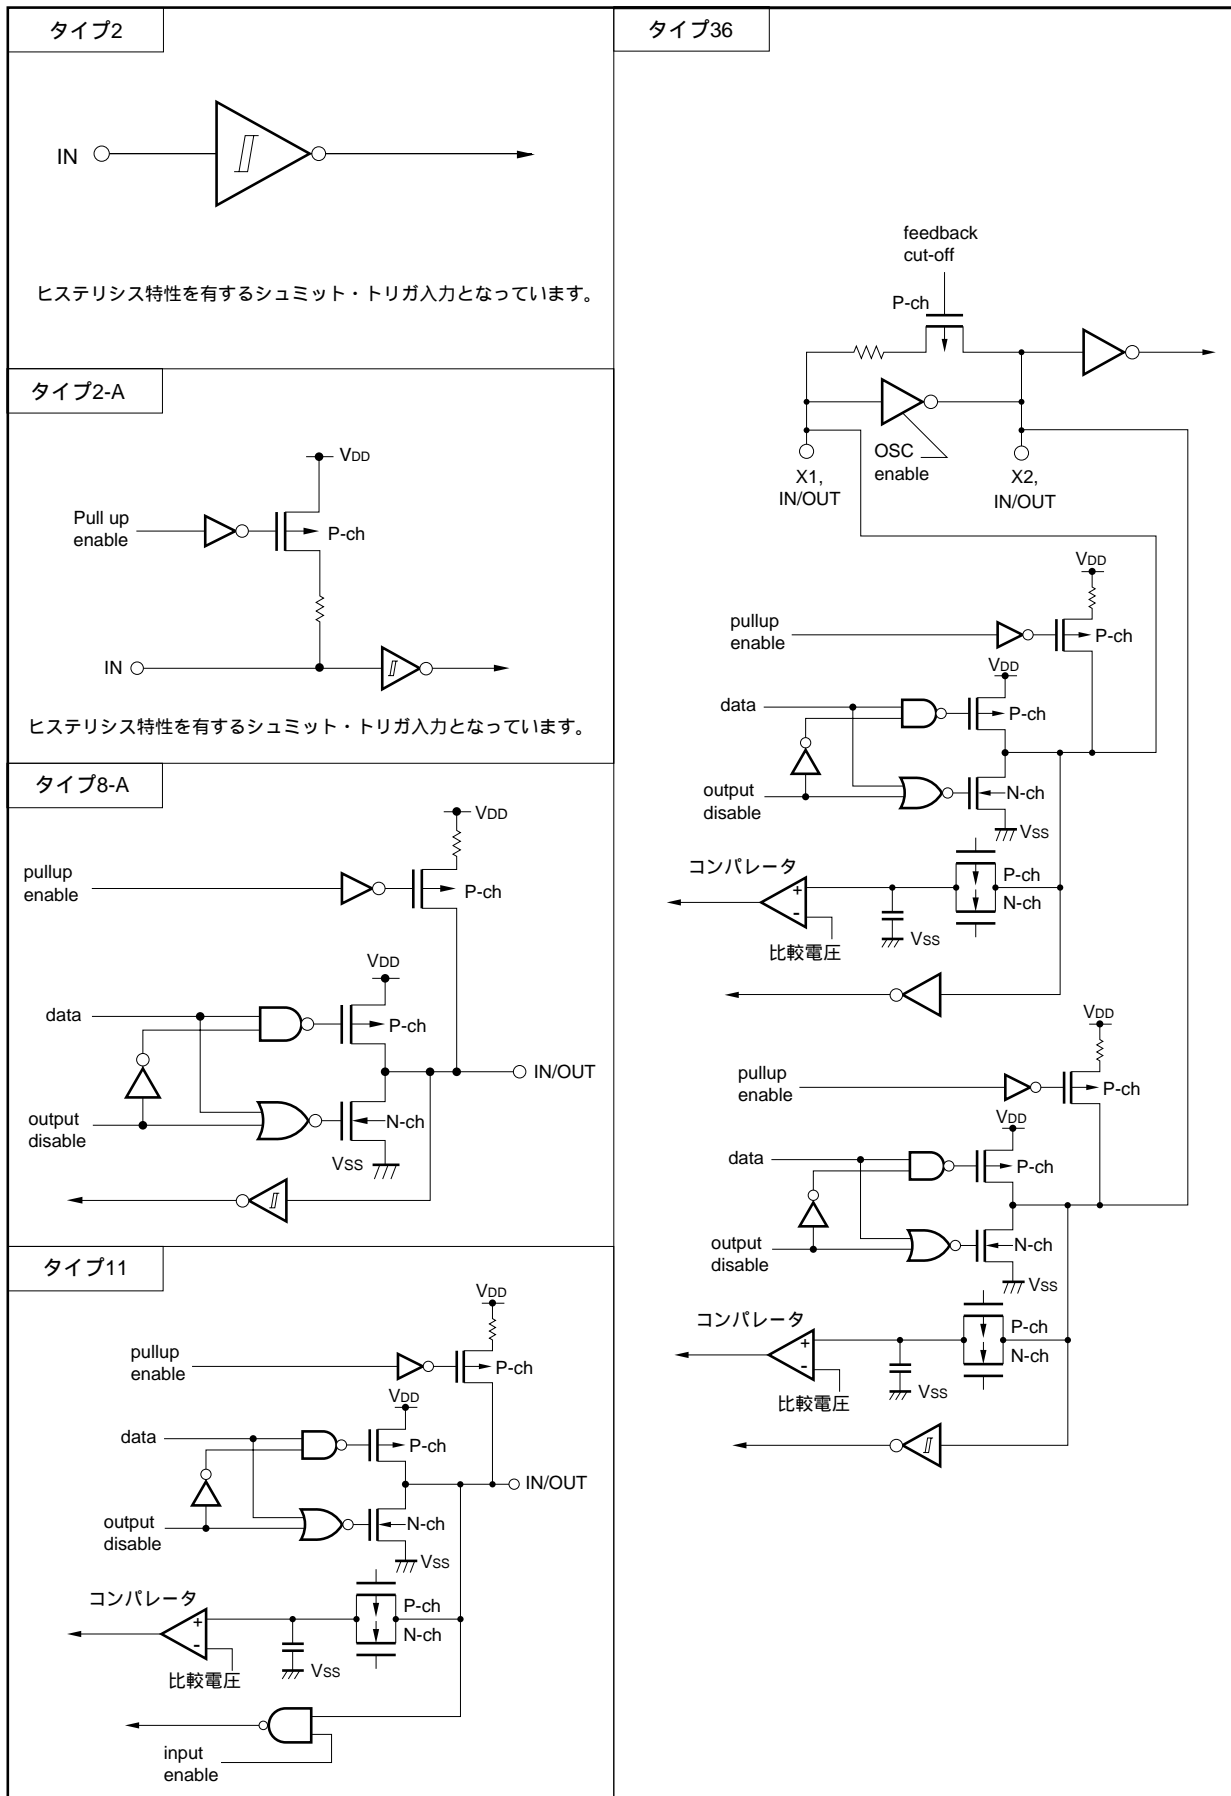 タイプ2
IN
ヒステリシス特性を有するシュミット・トリガ入力となっています。
タイプ2-A
VDD
Pull up
enable
P-ch
IN
ヒステリシス特性を有するシュミット・トリガ入力となっています。
タイプ8-A
VDD
pullup
enable
P-ch
VDD
data
P-ch
IN/OUT
output
disable
N-ch
VSS
タイプ11
VDD
pullup
enable
P-ch
VDD
data
P-ch
IN/OUT
output
disable
N-ch
VSS
コンパレータ
P-ch
N-ch
+
-
VSS
比較電圧
input
enable
タイプ36
feedback
cut-off
P-ch
OSC
enable
X1,
IN/OUT
X2,
IN/OUT
VDD
pullup
enable
P-ch
VDD
data
P-ch
output
disable
N-ch
VSS
コンパレータ
P-ch
N-ch
+
-
VSS
比較電圧
VDD
pullup
enable
P-ch
VDD
data
P-ch
output
disable
N-ch
VSS
コンパレータ
P-ch
N-ch
+
-
VSS
比較電圧